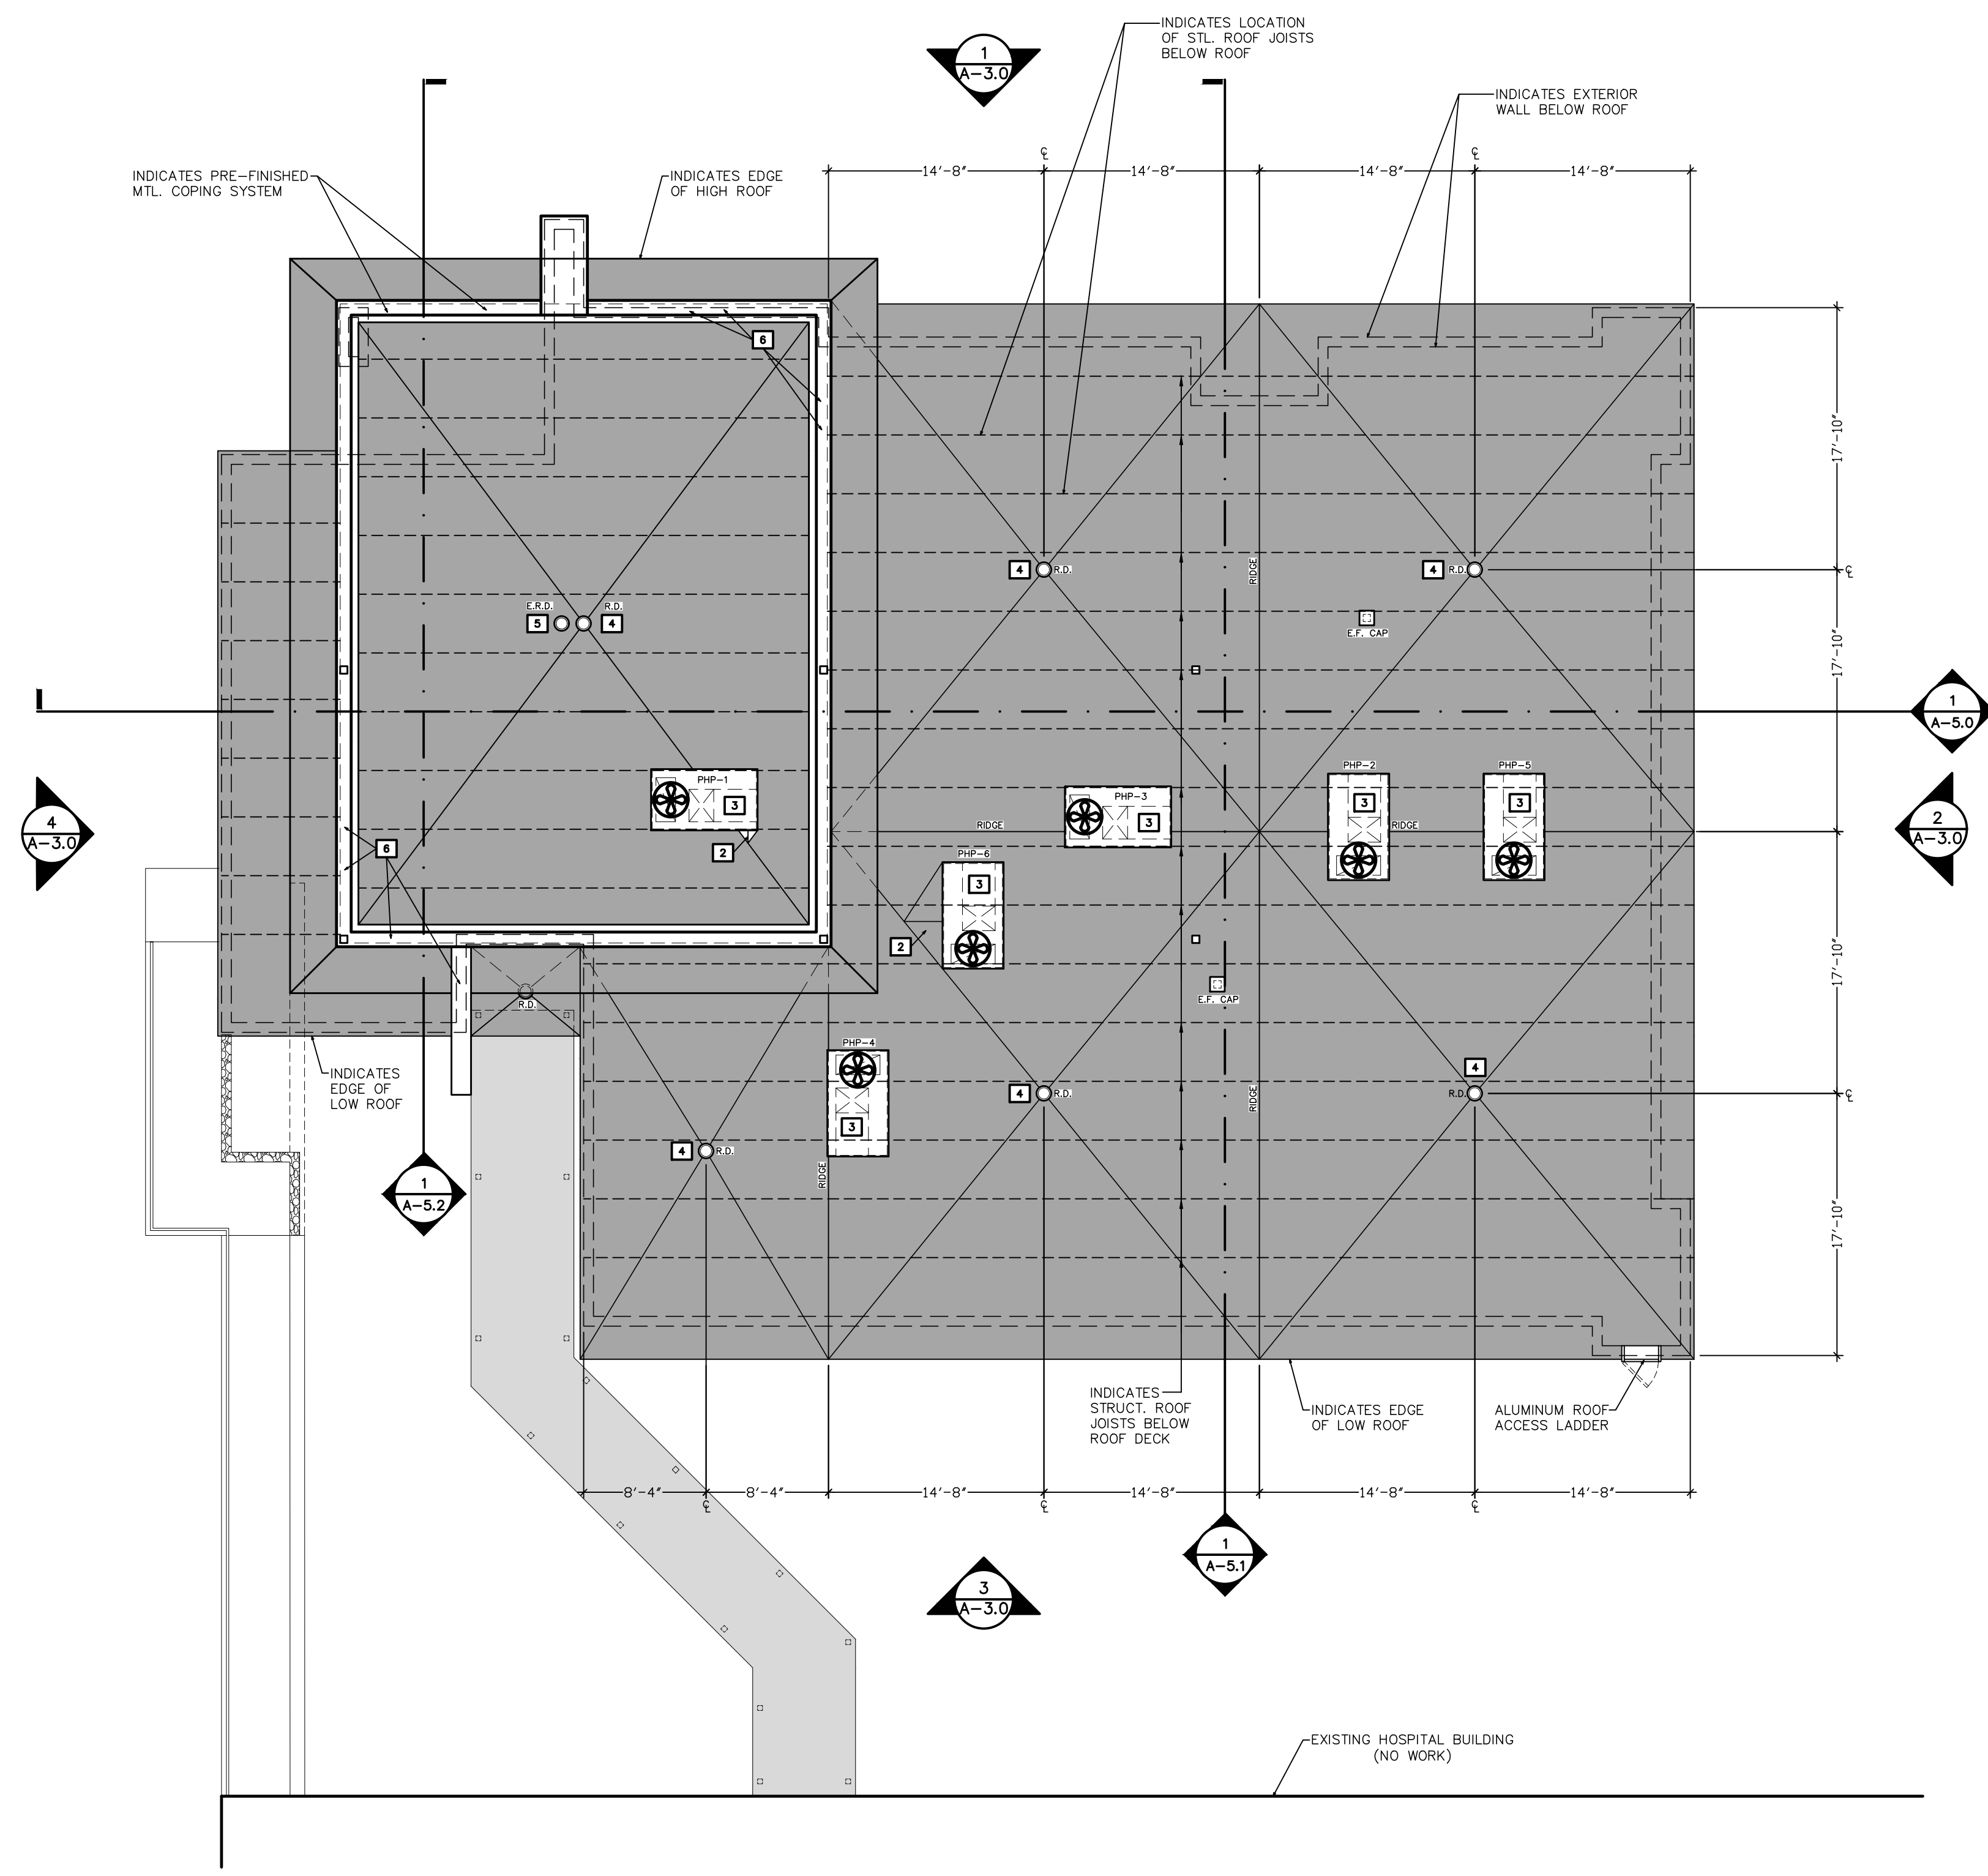 INDICATES LOCATION
OF STL. ROOF JOISTS
BELOW ROOF
1
A-3.0
INDICATES EXTERIOR
WALL BELOW ROOF
INDICATES PRE-FINISHED
MTL. COPING SYSTEM
INDICATES EDGE
OF HIGH ROOF
℄
℄
14'-8"
14'-8"
14'-8"
14'-8"
6
17'-10"
4
R.D.
RIDGE
4
R.D.
℄
E.R.D.
R.D.
5
4
E.F. CAP
17'-10"
1
A-5.0
PHP-1
3
2
PHP-3
3
PHP-2
3
PHP-5
3
RIDGE
RIDGE
4
A-3.0
2
A-3.0
6
PHP-6
3
2
17'-10"
E.F. CAP
R.D.
PHP-4
3
INDICATES
EDGE OF
LOW ROOF
4
R.D.
RIDGE
4
R.D.
℄
4
R.D.
RIDGE
1
A-5.2
17'-10"
INDICATES
STRUCT. ROOF
JOISTS BELOW
ROOF DECK
INDICATES EDGE
OF LOW ROOF
ALUMINUM ROOF
ACCESS LADDER
8'-4"
8'-4"
14'-8"
14'-8"
14'-8"
14'-8"
℄
℄
℄
1
A-5.1
3
A-3.0
EXISTING HOSPITAL BUILDING
(NO WORK)